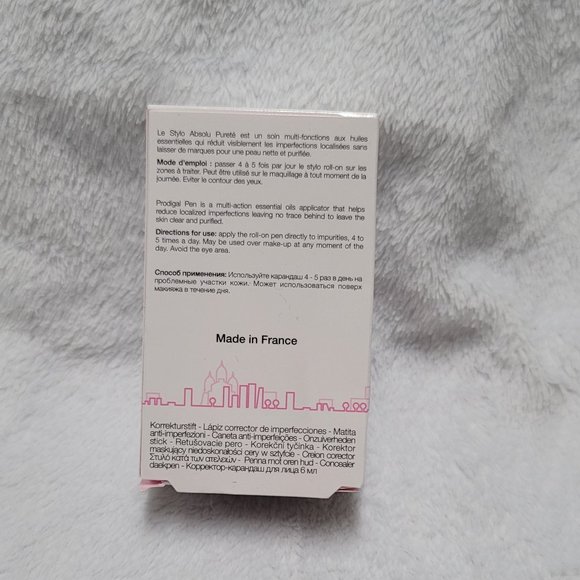 Le Stylo Absolu Pureté est un soin multi-fonctions aux huiles
essentielles qui réduit visiblement les imperfections localisées sans
laisser de marques pour une peau nette et purifiée.
Mode d'emploi : passer 4 à 5 fois par jour le stylo roll-on sur les
zones à traiter. Peut être utilisé sur le maquillage à tout moment de la
journée. Eviter le contour des yeux.
Prodigal Pen is a multi-action essential oils applicator that helps
reduce localized imperfections leaving no trace behind to leave the
skin clear and purified.
Directions for use: apply the roll-on pen directly to impurities, 4 to
5 times a day. May be used over make-up at any moment of the
day. Avoid the eye area.
Способ применения: Используйте карандаш 4 - 5 раз в день на
проблемные участки кожи. Может использоваться поверх
макияжа в течение дня.
Made in France
Korrekturstift - Lápiz corrector de imperfecciones - Matita
anti-imperfezioni - Caneta anti-imperfeições - Onzuiverheden
stick - Retušovacie pero - Korekční tyčinka - Korektor
maskujący niedoskonałości cery w sztyfcie - Creion corector
Στυλό κατά των ατελειών - Penna mot oren hud - Concealer
dækpen - Корректор-карандаш для лица 6 мл